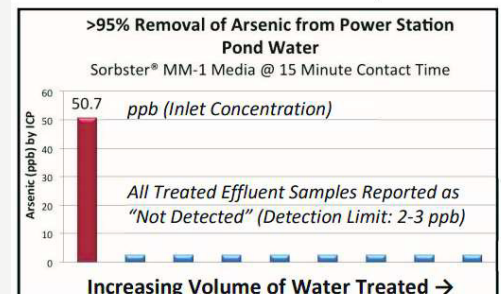 >95% Removal of Arsenic from Power Station
Pond Water
Sorbster® MM-1 Media @ 15 Minute Contact Time
60
50
40
30
20
10
0
Arsenic (ppb) by ICP
50.7
ppb (Inlet Concentration)
All Treated Effluent Samples Reported as
“Not Detected” (Detection Limit: 2-3 ppb)
Increasing Volume of Water Treated →